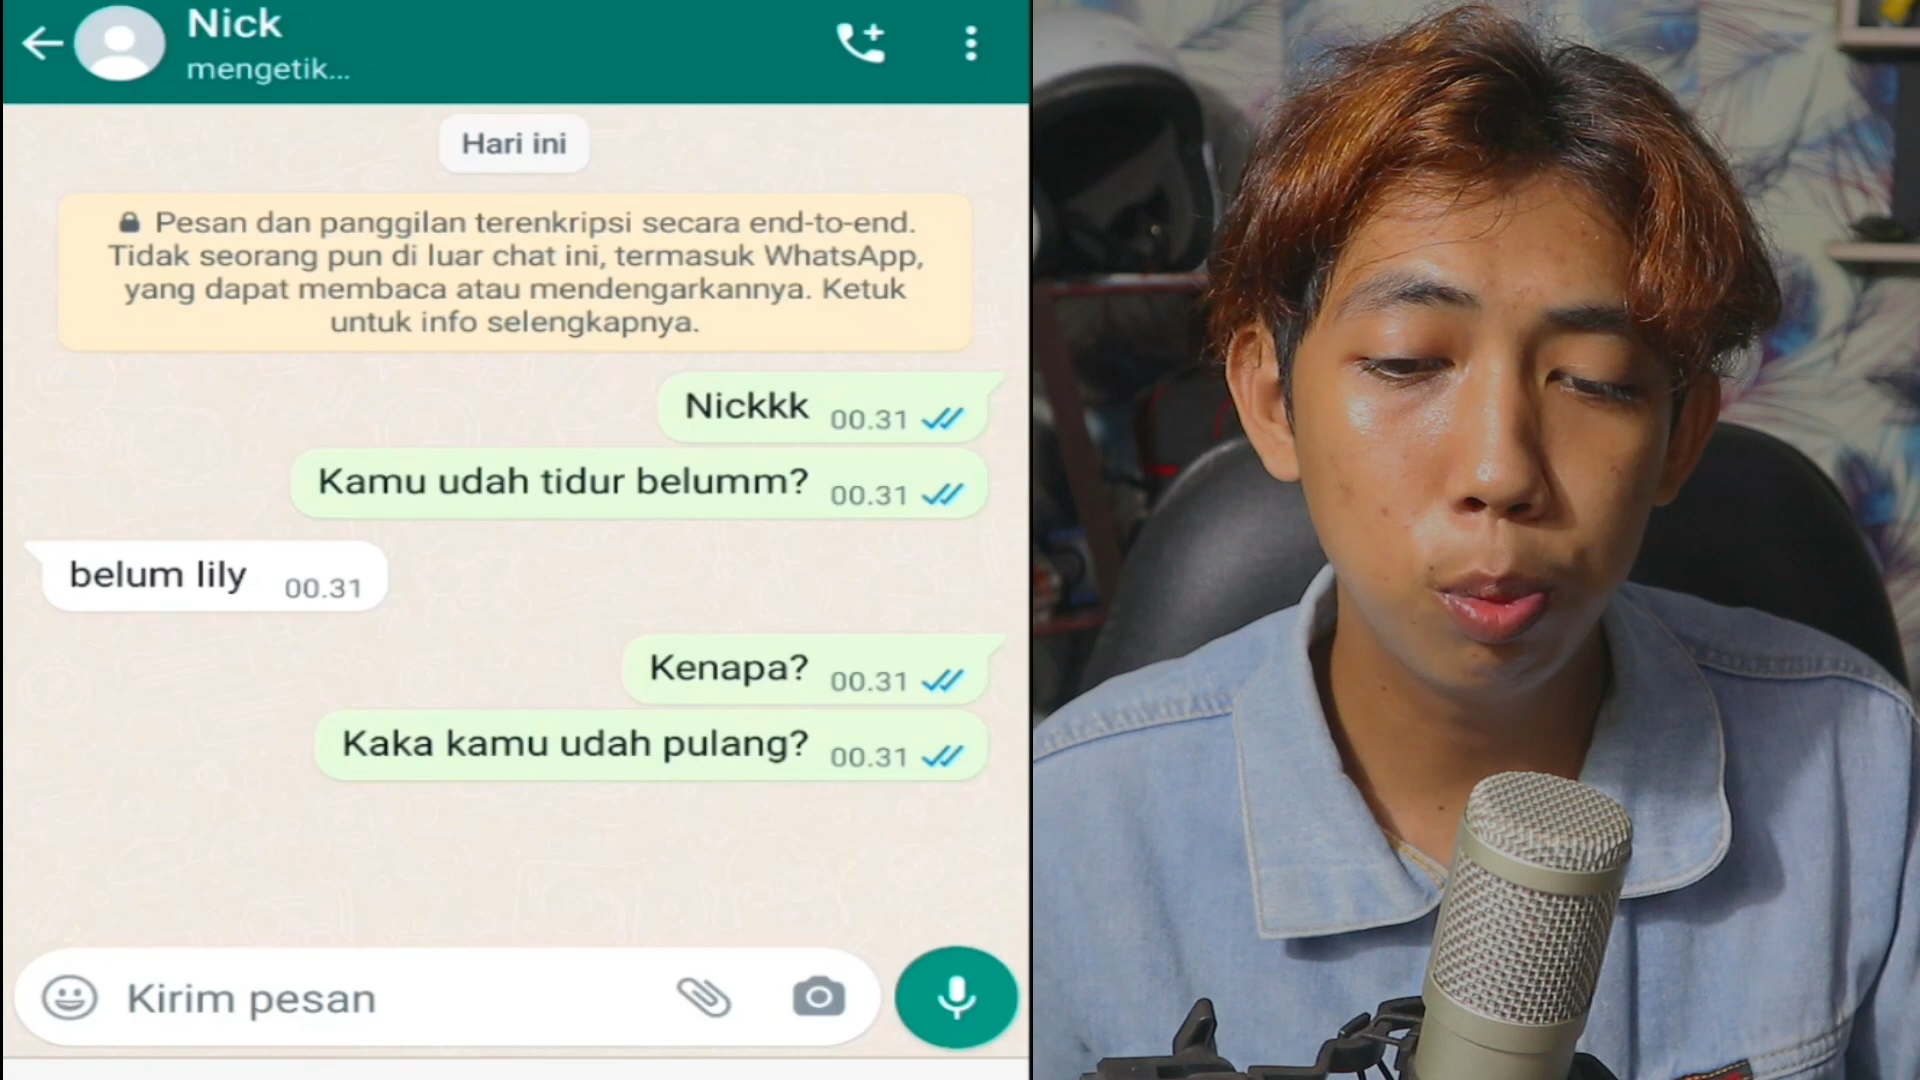 Nick
mengetik...
Hari ini
Pesan dan panggilan terenkripsi secara end-to-end.
Tidak seorang pun di luar chat ini, termasuk WhatsApp,
yang dapat membaca atau mendengarkannya. Ketuk
untuk info selengkapnya.
Nickkk 00.31
Kamu udah tidur belumm? 00.31
belum lily 00.31
Kenapa? 00.31
Kaka kamu udah pulang? 00.31
Kirim pesan